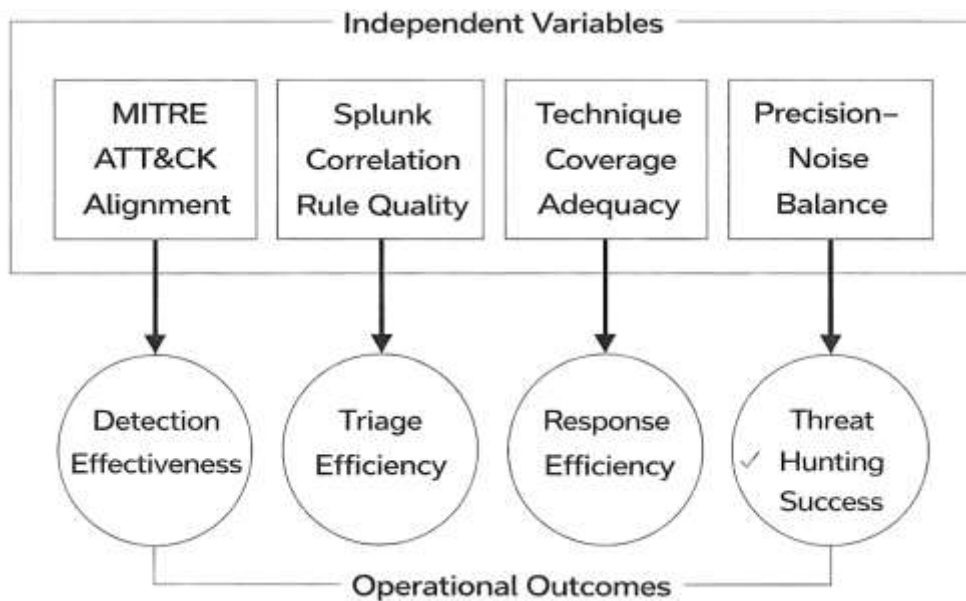 Independent Variables
MITRE
ATT&CK
Alignment
Splunk
Correlation
Rule Quality
Technique
Coverage
Adequacy
Precision–
Noise
Balance
Detection
Effectiveness
Triage
Efficiency
Response
Efficiency
Threat
✓ Hunting
Success
Operational Outcomes